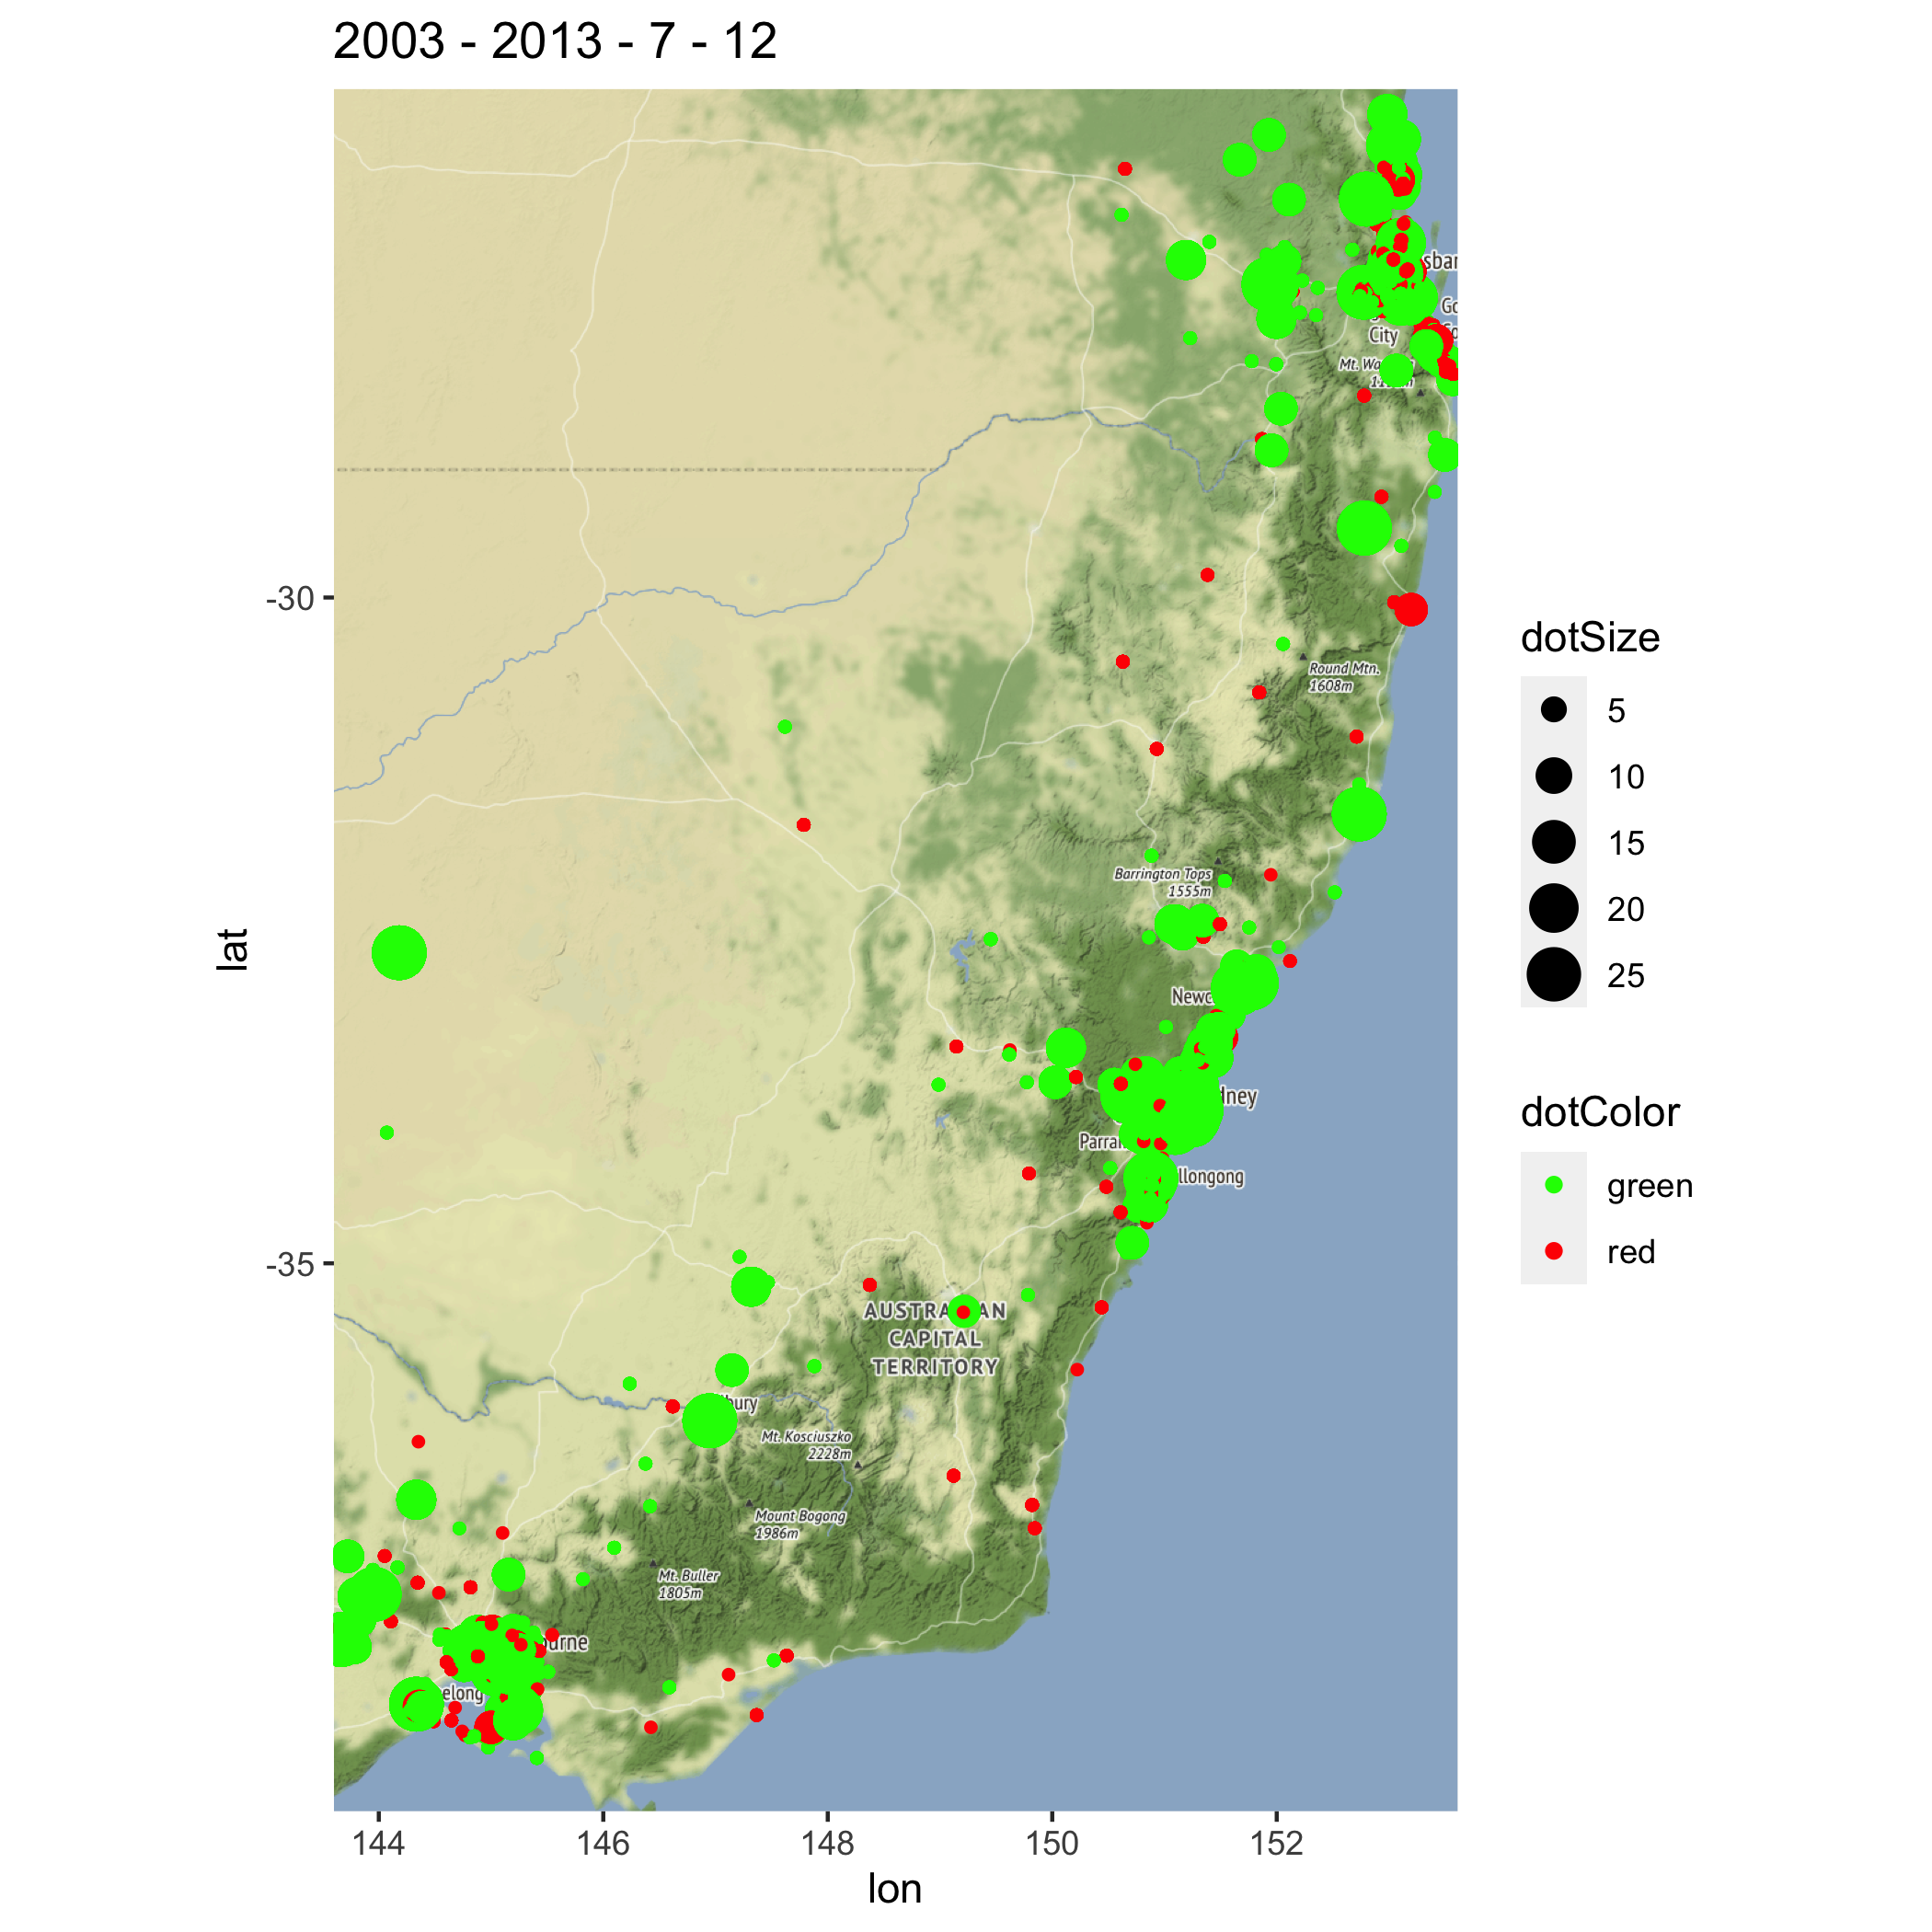 2003 - 2013 - 7 - 12
sbar
Go
City
Mt. Wa
-30
Round Mtn.
1608m
Barrington Tops
1555m
Newc
dney
Parra
llongong
-35
AUSTRA AN
CAPITAL
TERRITORY
bury
Mt. Kosciuszko
2228m
Mount Bogong
1986m
Mt. Buller
1805m
urne
elong
lat
144
146
148
150
152
lon
dotSize
5
10
15
20
25
dotColor
green
red